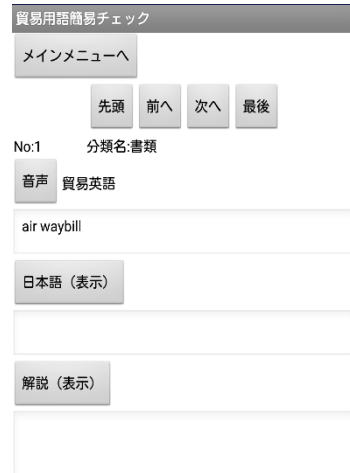 貿易用語簡易チェック
メインメニューへ
先頭 前へ 次へ 最後
No:1 分類名:書類
音声 貿易英語
air waybill
日本語（表示）
解説（表示）